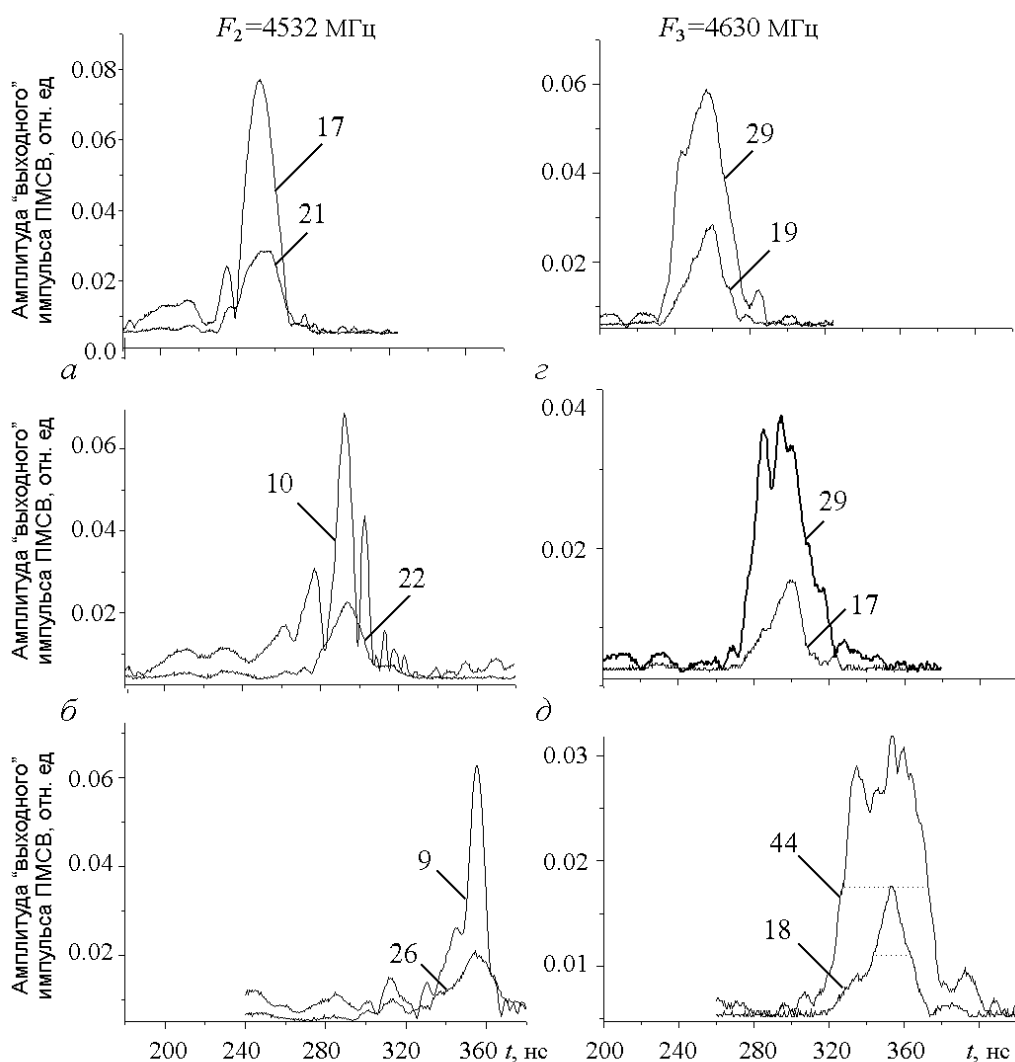 F₂=4532 МГц
F₃=4630 МГц
Амплитуда "выходного"
импульса ПМСВ, отн. ед
0.08
0.06
0.04
0.02
0.0
17
21
а
0.06
0.04
0.02
29
19
г
Амплитуда "выходного"
импульса ПМСВ, отн. ед
0.06
0.04
0.02
10
22
б
0.04
0.02
29
17
д
Амплитуда "выходного"
импульса ПМСВ, отн. ед
0.06
0.04
0.02
9
26
200 240 280 320 360 t, нс
0.03
0.02
0.01
44
18
200 240 280 320 360 t, нс